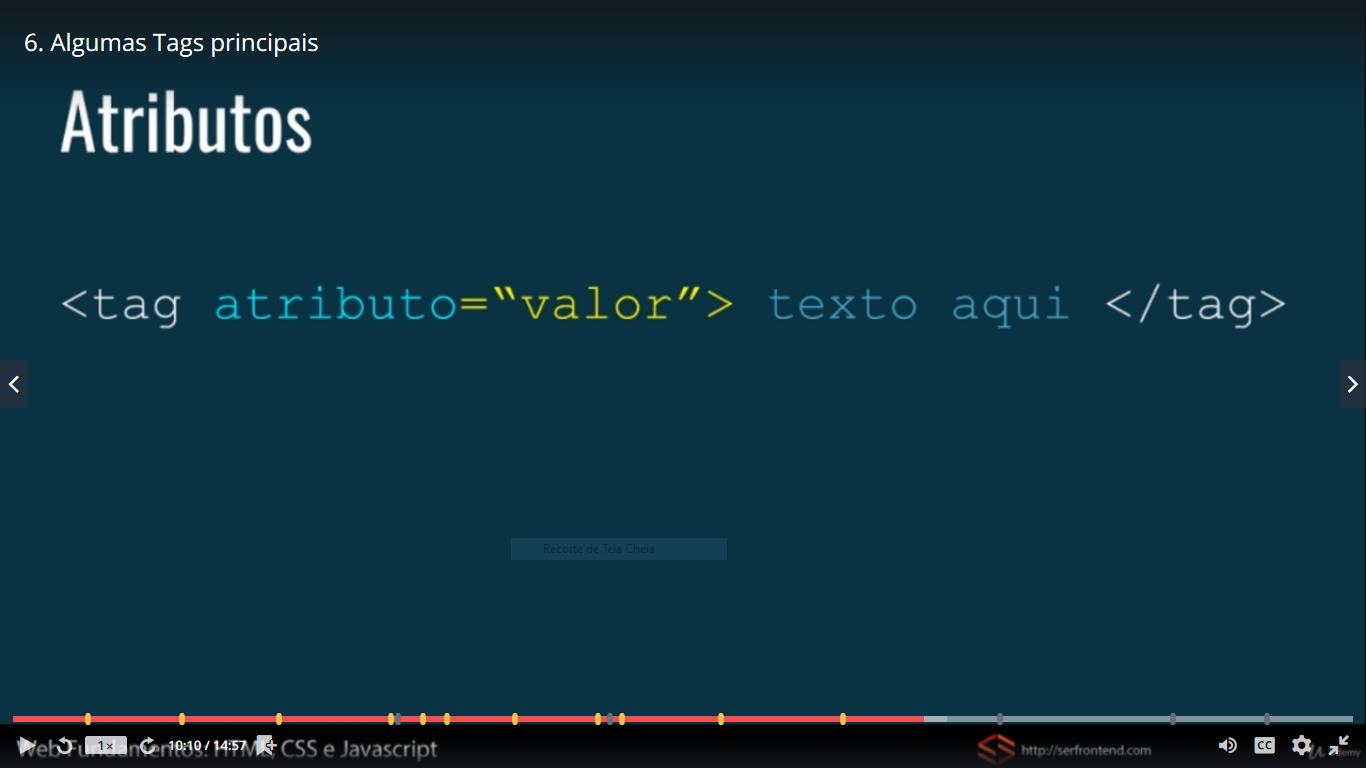 6. Algumas Tags principais
Atributos
<tag atributo=“valor”> texto aqui </tag>
Recorte de Tela Cheia
Web Fundamentos: HTML, CSS e Javascript
1×
10:10 / 14:57
http://serfrontend.com
CC